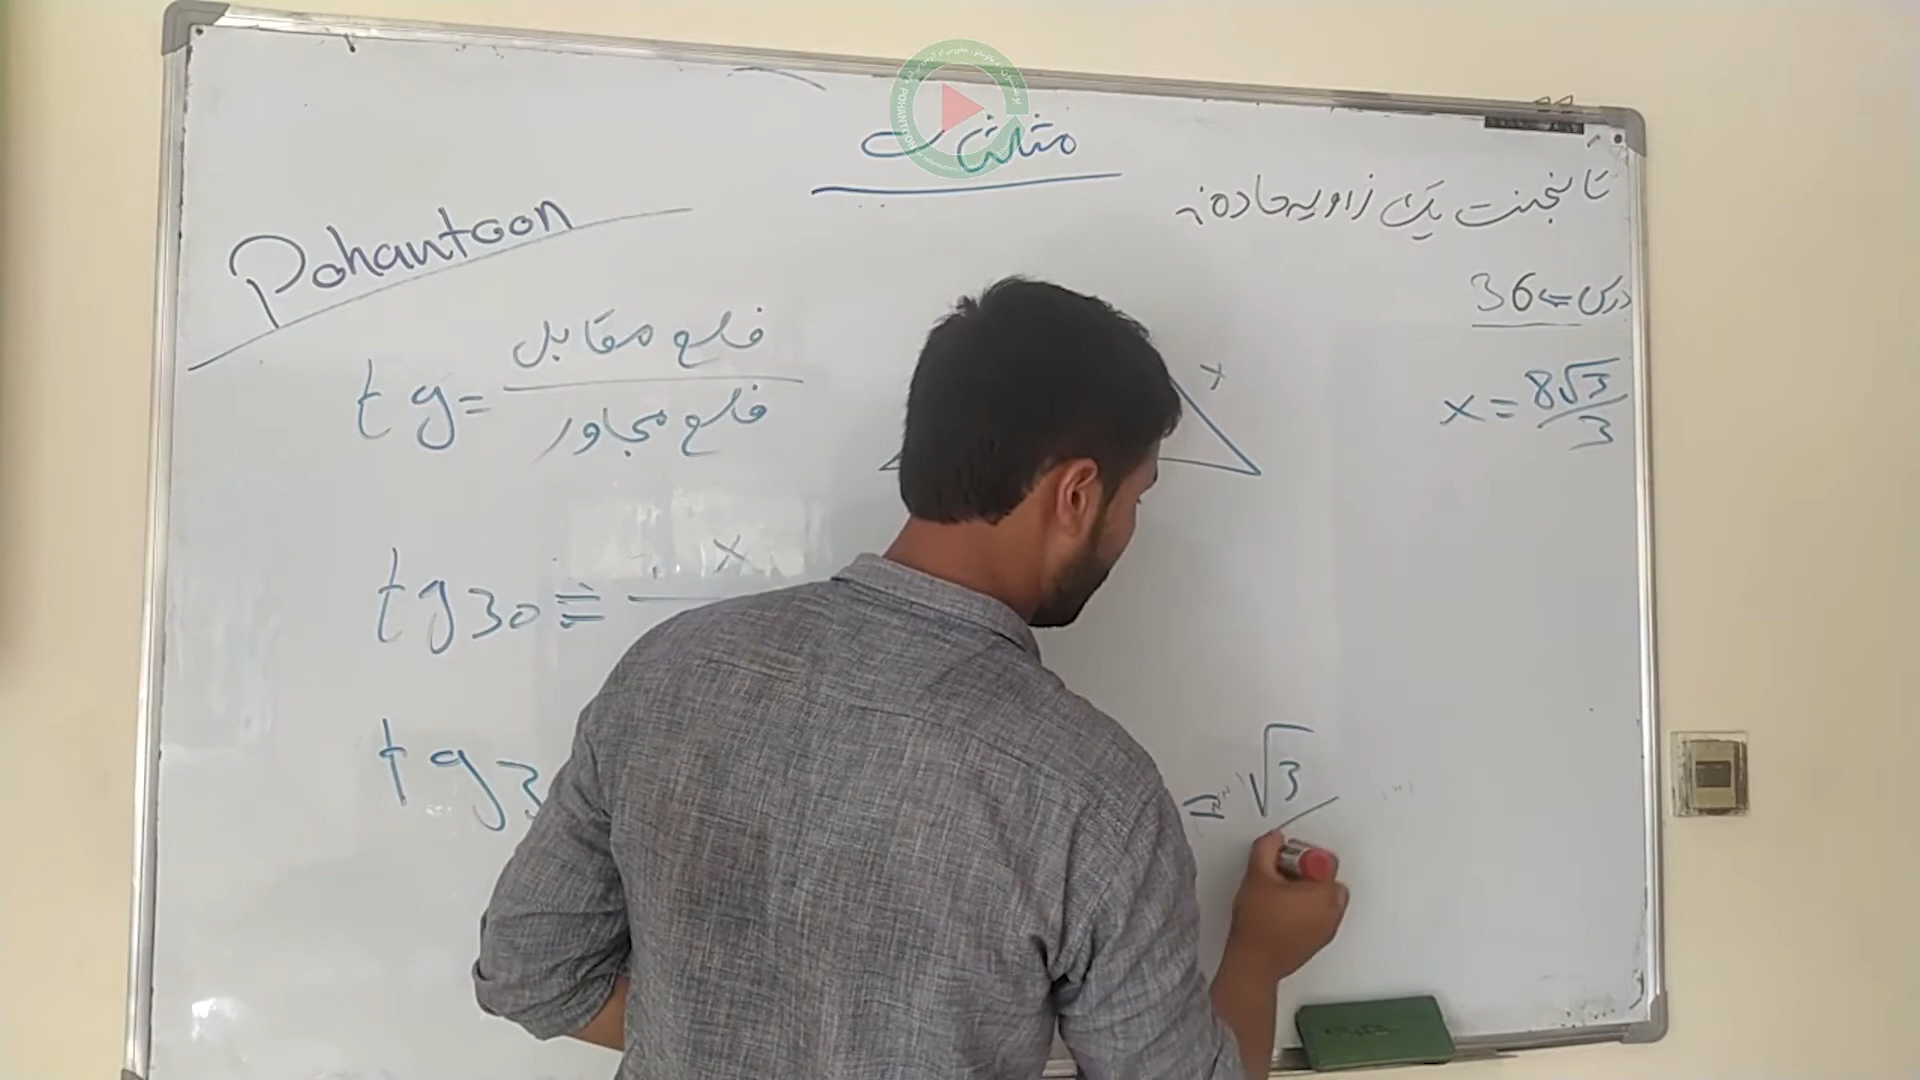 مثلثات
تانجنت یک زاویه حاده:
Pohantoon
درس => 36
tg = ضلع مقابل / ضلع مجاور
x
x = 8√3 / 3
tg30 = x
tg3
= √3